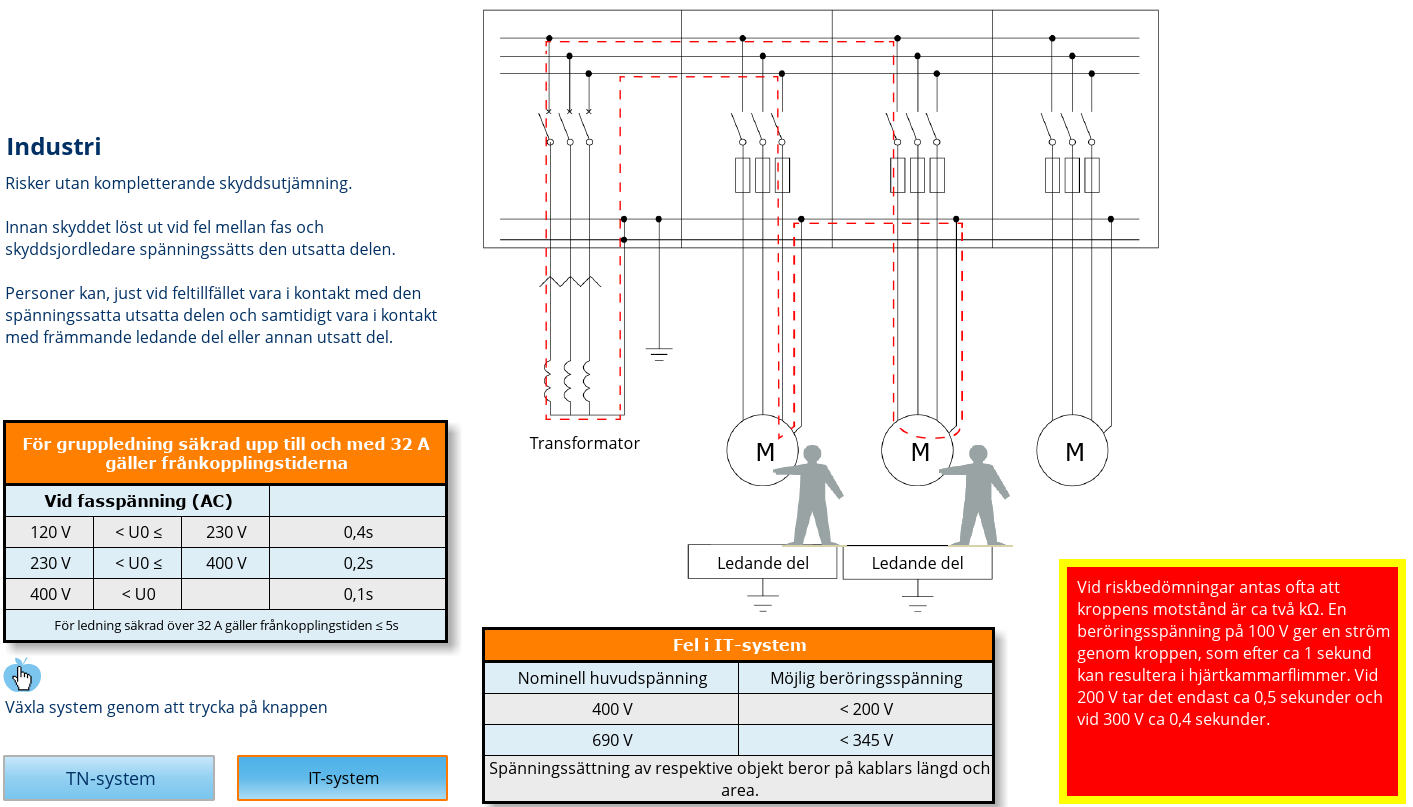 Industri
Risker utan kompletterande skyddsutjämning.
Innan skyddet löst ut vid fel mellan fas och
skyddsjordledare spänningssätts den utsatta delen.
Personer kan, just vid feltillfället vara i kontakt med den
spänningssatta utsatta delen och samtidigt vara i kontakt
med främmande ledande del eller annan utsatt del.
För gruppledning säkrad upp till och med 32 A
gäller frånkopplingstiderna
Vid fasspänning (AC)
120 V < U0 ≤ 230 V 0,4s
230 V < U0 ≤ 400 V 0,2s
400 V < U0 0,1s
För ledning säkrad över 32 A gäller frånkopplingstiden ≤ 5s
Växla system genom att trycka på knappen
TN-system
IT-system
Transformator
M
M
M
Ledande del
Ledande del
Fel i IT-system
Nominell huvudspänning Möjlig beröringsspänning
400 V < 200 V
690 V < 345 V
Spänningssättning av respektive objekt beror på kablars längd och
area.
Vid riskbedömningar antas ofta att
kroppens motstånd är ca två kΩ. En
beröringsspänning på 100 V ger en ström
genom kroppen, som efter ca 1 sekund
kan resultera i hjärtkammarflimmer. Vid
200 V tar det endast ca 0,5 sekunder och
vid 300 V ca 0,4 sekunder.